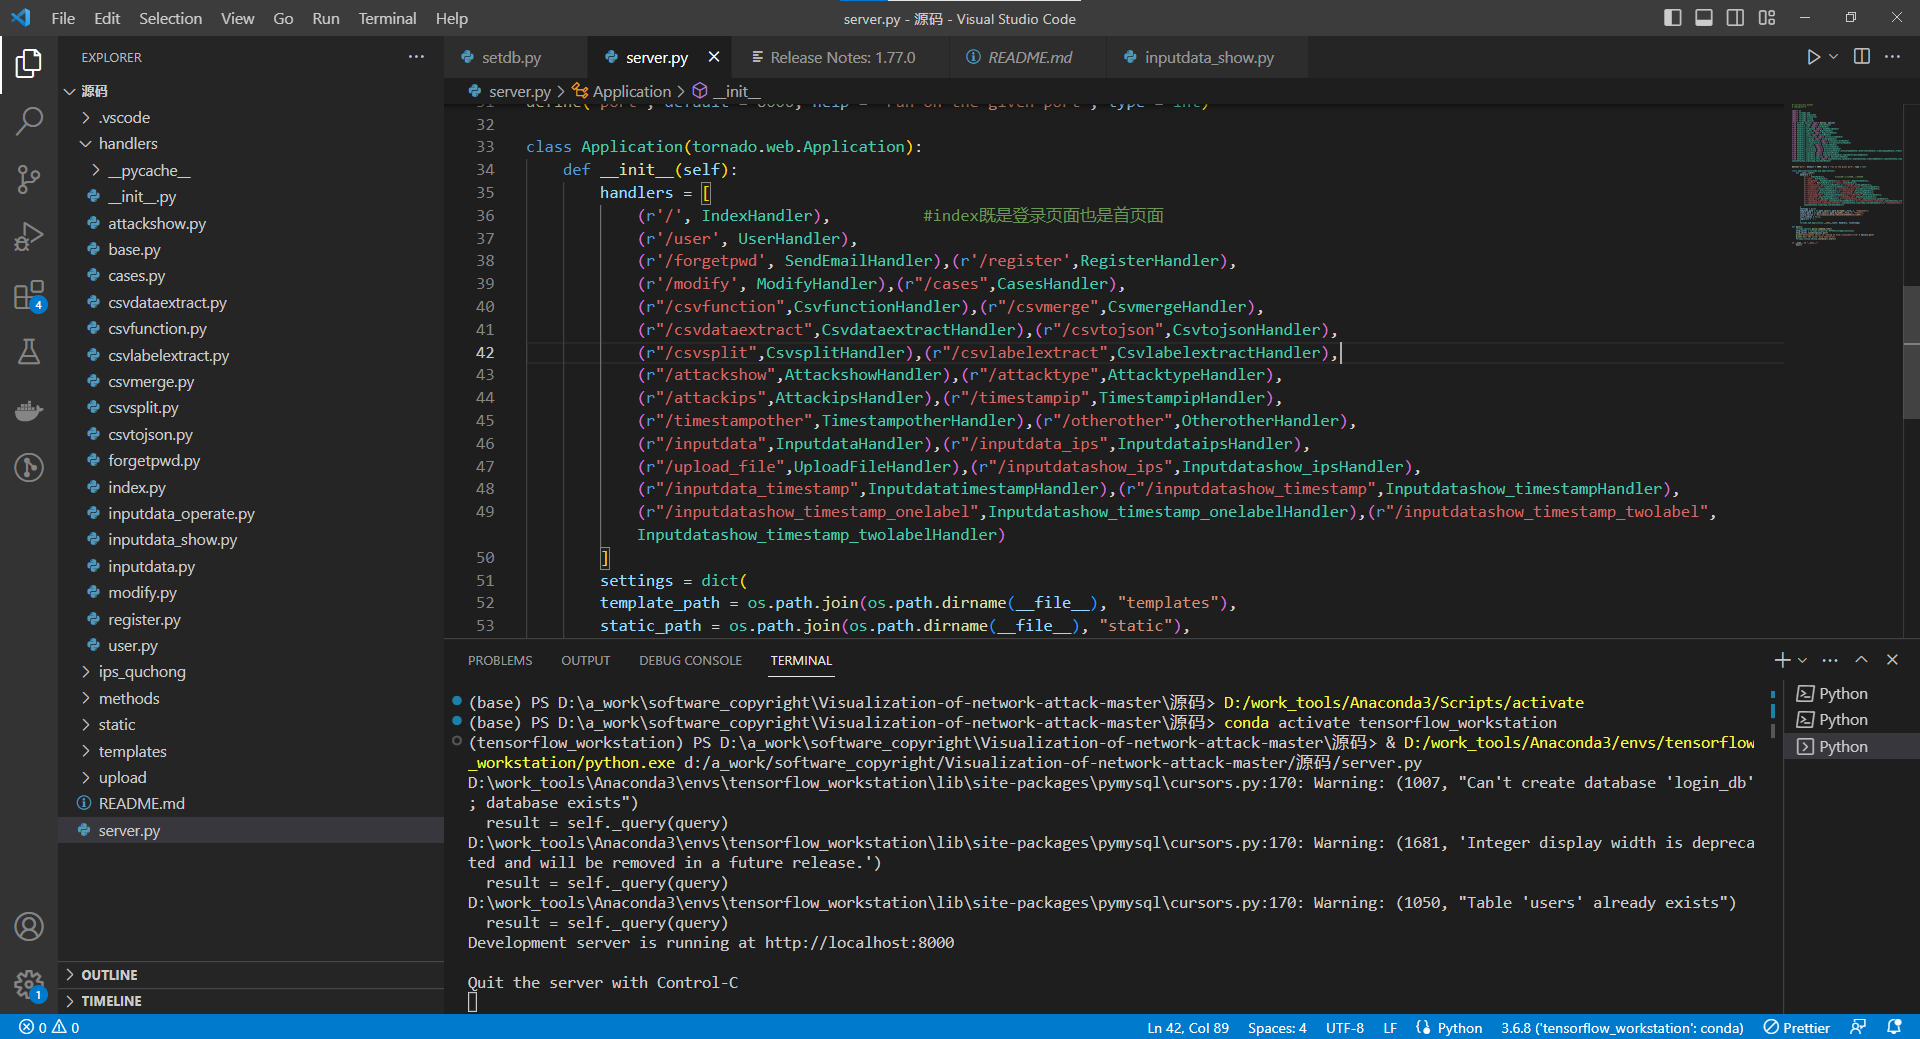 File Edit Selection View Go Run Terminal Help
server.py - 源码 - Visual Studio Code
EXPLORER
源码
.vscode
handlers
__pycache__
__init__.py
attackshow.py
base.py
cases.py
csvdataextract.py
csvfunction.py
csvlabelextract.py
csvmerge.py
csvsplit.py
csvtojson.py
forgetpwd.py
index.py
inputdata_operate.py
inputdata_show.py
inputdata.py
modify.py
register.py
user.py
ips_quchong
methods
static
templates
upload
README.md
server.py
OUTLINE
TIMELINE
4
1
setdb.py server.py Release Notes: 1.77.0 README.md inputdata_show.py
server.py > Application > __init__
31 define("port", default = 8000, help = "run on the given port", type = int)
32
33 class Application(tornado.web.Application):
34 def __init__(self):
35 handlers = [
36 (r'/', IndexHandler), #index既是登录页面也是首页面
37 (r'/user', UserHandler),
38 (r'/forgetpwd', SendEmailHandler),(r'/register',RegisterHandler),
39 (r'/modify', ModifyHandler),(r"/cases",CasesHandler),
40 (r"/csvfunction",CsvfunctionHandler),(r"/csvmerge",CsvmergeHandler),
41 (r"/csvdataextract",CsvdataextractHandler),(r"/csvtojson",CsvtojsonHandler),
42 (r"/csvsplit",CsvsplitHandler),(r"/csvlabelextract",CsvlabelextractHandler),
43 (r"/attackshow",AttackshowHandler),(r"/attacktype",AttacktypeHandler),
44 (r"/attackips",AttackipsHandler),(r"/timestampip",TimestampipHandler),
45 (r"/timestampother",TimestampotherHandler),(r"/otherother",OtherotherHandler),
46 (r"/inputdata",InputdataHandler),(r"/inputdata_ips",InputdataipsHandler),
47 (r"/upload_file",UploadFileHandler),(r"/inputdatashow_ips",Inputdatashow_ipsHandler),
48 (r"/inputdata_timestamp",InputdatatimestampHandler),(r"/inputdatashow_timestamp",Inputdatashow_timestampHandler),
49 (r"/inputdatashow_timestamp_onelabel",Inputdatashow_timestamp_onelabelHandler),(r"/inputdatashow_timestamp_twolabel",
Inputdatashow_timestamp_twolabelHandler)
50 ]
51 settings = dict(
52 template_path = os.path.join(os.path.dirname(__file__), "templates"),
53 static_path = os.path.join(os.path.dirname(__file__), "static"),
PROBLEMS OUTPUT DEBUG CONSOLE TERMINAL
(base) PS D:\a_work\software_copyright\Visualization-of-network-attack-master\源码> D:/work_tools/Anaconda3/Scripts/activate
(base) PS D:\a_work\software_copyright\Visualization-of-network-attack-master\源码> conda activate tensorflow_workstation
(tensorflow_workstation) PS D:\a_work\software_copyright\Visualization-of-network-attack-master\源码> & D:/work_tools/Anaconda3/envs/tensorflow
_workstation/python.exe d:/a_work/software_copyright/Visualization-of-network-attack-master/源码/server.py
D:\work_tools\Anaconda3\envs\tensorflow_workstation\lib\site-packages\pymysql\cursors.py:170: Warning: (1007, "Can't create database 'login_db'
; database exists")
result = self._query(query)
D:\work_tools\Anaconda3\envs\tensorflow_workstation\lib\site-packages\pymysql\cursors.py:170: Warning: (1681, 'Integer display width is depreca
ted and will be removed in a future release.')
result = self._query(query)
D:\work_tools\Anaconda3\envs\tensorflow_workstation\lib\site-packages\pymysql\cursors.py:170: Warning: (1050, "Table 'users' already exists")
result = self._query(query)
Development server is running at http://localhost:8000
Quit the server with Control-C
Python
Python
Python
0 0 Ln 42, Col 89 Spaces: 4 UTF-8 LF Python 3.6.8 ('tensorflow_workstation': conda) Prettier